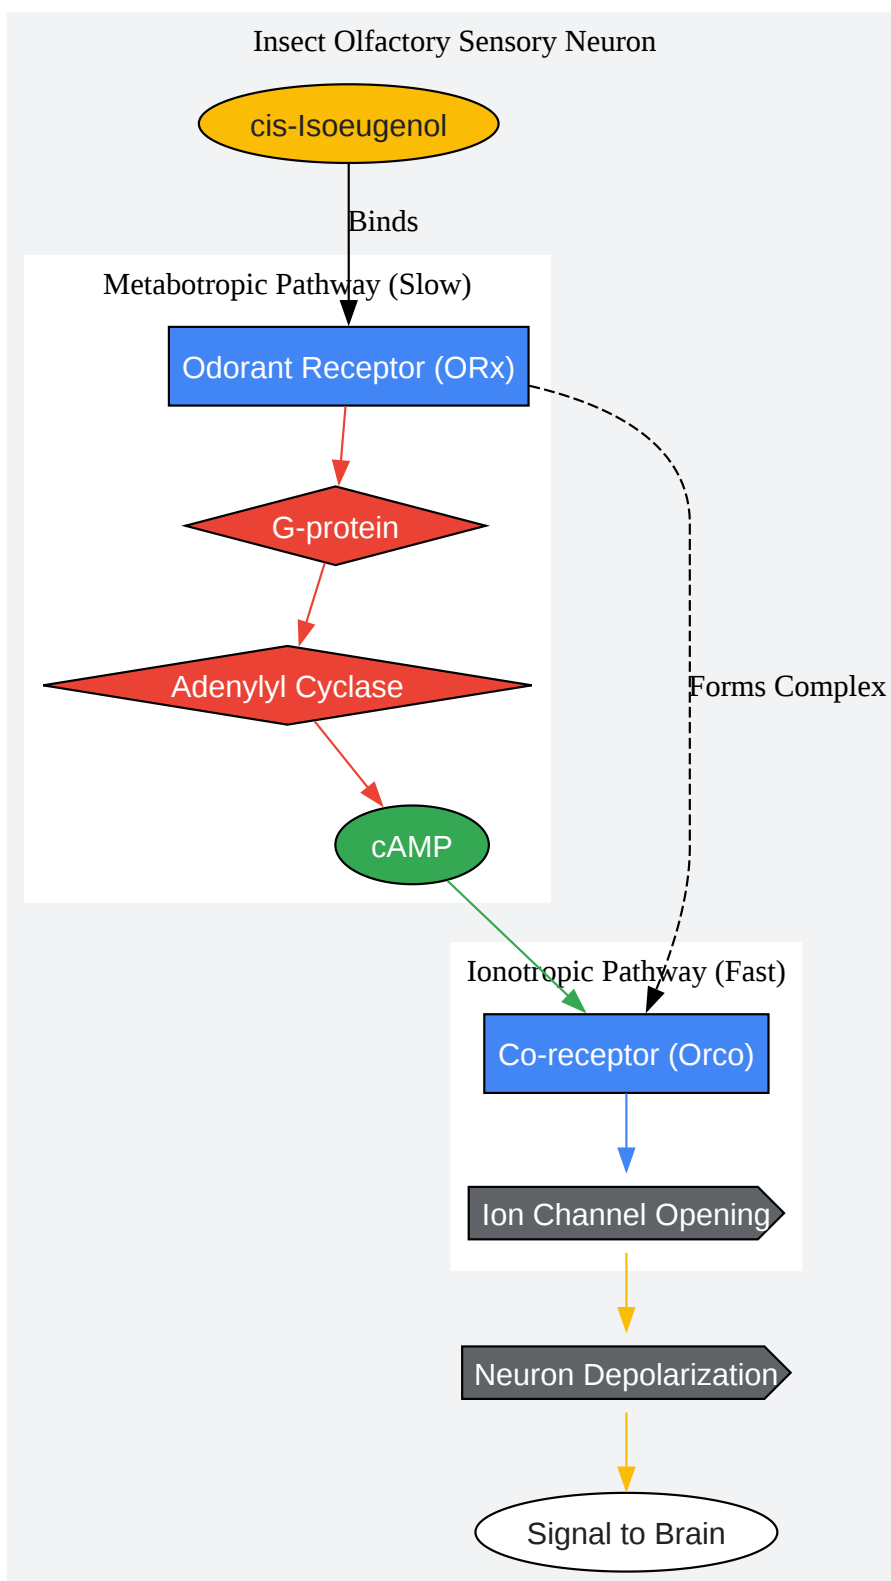 Insect Olfactory Sensory Neuron
cis-Isoeugenol
Binds
Metabotropic Pathway (Slow)
Odorant Receptor (ORx)
G-protein
Adenylyl Cyclase
Forms Complex
cAMP
Ionotropic Pathway (Fast)
Co-receptor (Orco)
Ion Channel Opening
Neuron Depolarization
Signal to Brain